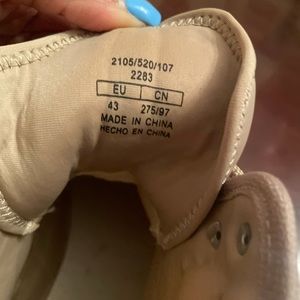 2105/520/107
2283
EU CN
43 275/97
MADE IN CHINA
HECHO EN CHINA